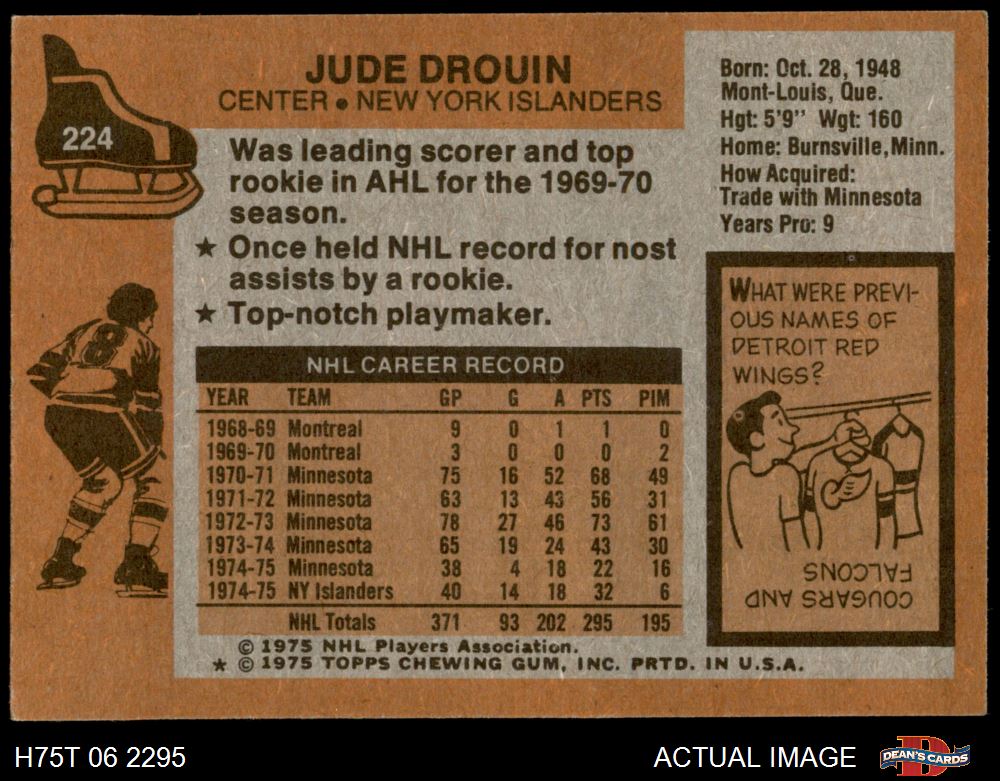 224
JUDE DROUIN
CENTER • NEW YORK ISLANDERS
Was leading scorer and top
rookie in AHL for the 1969-70
season.
★ Once held NHL record for nost
assists by a rookie.
★ Top-notch playmaker.
Born: Oct. 28, 1948
Mont-Louis, Que.
Hgt: 5'9" Wgt: 160
Home: Burnsville, Minn.
How Acquired:
Trade with Minnesota
Years Pro: 9
8
NHL CAREER RECORD
YEAR TEAM GP G A PTS PIM
1968-69 Montreal 9 0 1 1 0
1969-70 Montreal 3 0 0 0 2
1970-71 Minnesota 75 16 52 68 49
1971-72 Minnesota 63 13 43 56 31
1972-73 Minnesota 78 27 46 73 61
1973-74 Minnesota 65 19 24 43 30
1974-75 Minnesota 38 4 18 22 16
1974-75 NY Islanders 40 14 18 32 6
NHL Totals 371 93 202 295 195
WHAT WERE PREVI-
OUS NAMES OF
DETROIT RED
WINGS?
COUGARS AND
FALCONS
© 1975 NHL Players Association.
★ © 1975 TOPPS CHEWING GUM, INC. PRTD. IN U.S.A.
H75T 06 2295
ACTUAL IMAGE
D
DEAN'S CARDS